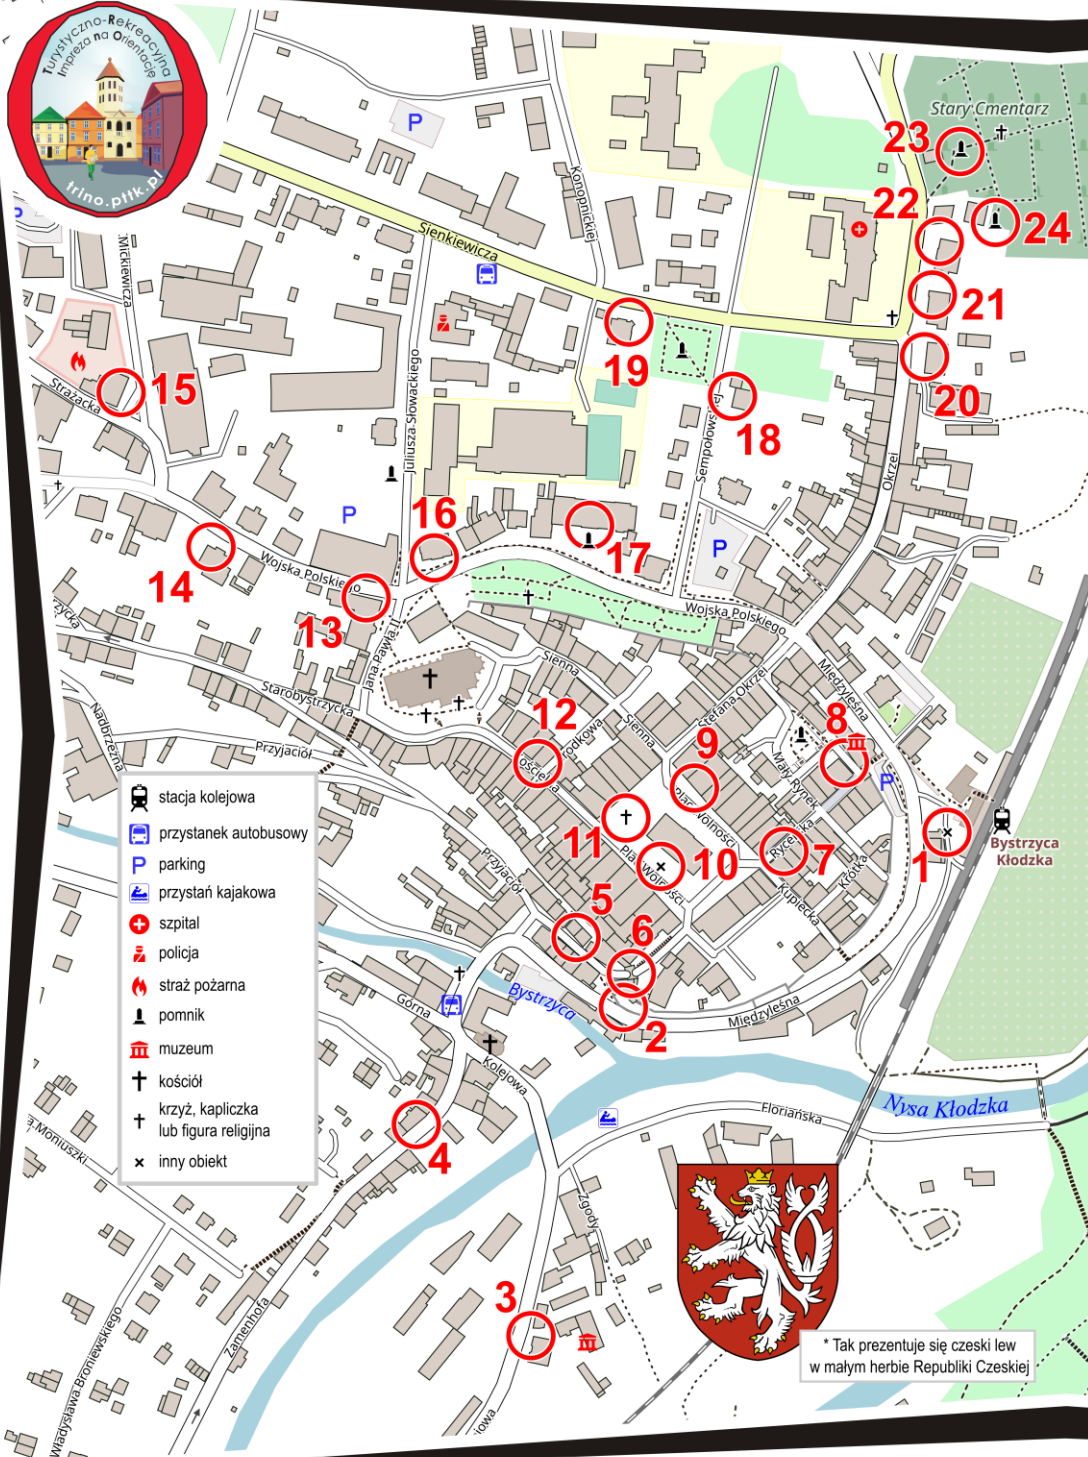 Turystyczno-Rekreacyjna
Impreza na Orientację
trino.pttk.pl
P
Stary Cmentarz
23
22
24
Konopnickiej
Sienkiewicza
Mickiewicza
P
21
19
20
15
Strażacka
Juliusza Słowackiego
18
Okrzei
16
P
17
P
14
Wojska Polskiego
13
Wojska Polskiego
Jana Pawła II
Sienna
Międzyleśna
Starobystrzycka
Stefana Okrzei
12
Sienna
9
8
Nadbrzeżna
Przyjaciół
Mały Rynek
P
Plac Wolności
11
10
7
1
Rycerska
Bystrzyca
Kłodzka
Plac Wolności
Krótka
Kupiecka
Przyjaciół
5
6
stacja kolejowa
przystanek autobusowy
P parking
przystań kajakowa
szpital
policja
straż pożarna
pomnik
muzeum
kościół
krzyż, kapliczka
lub figura religijna
inny obiekt
Bystrzyca
2
Międzyleśna
Górna
Kolejowa
Nysa Kłodzka
Floriańska
4
a Moniuszki
Zgody
3
Zamenhofa
Władysława Broniewskiego
* Tak prezentuje się czeski lew
w małym herbie Republiki Czeskiej